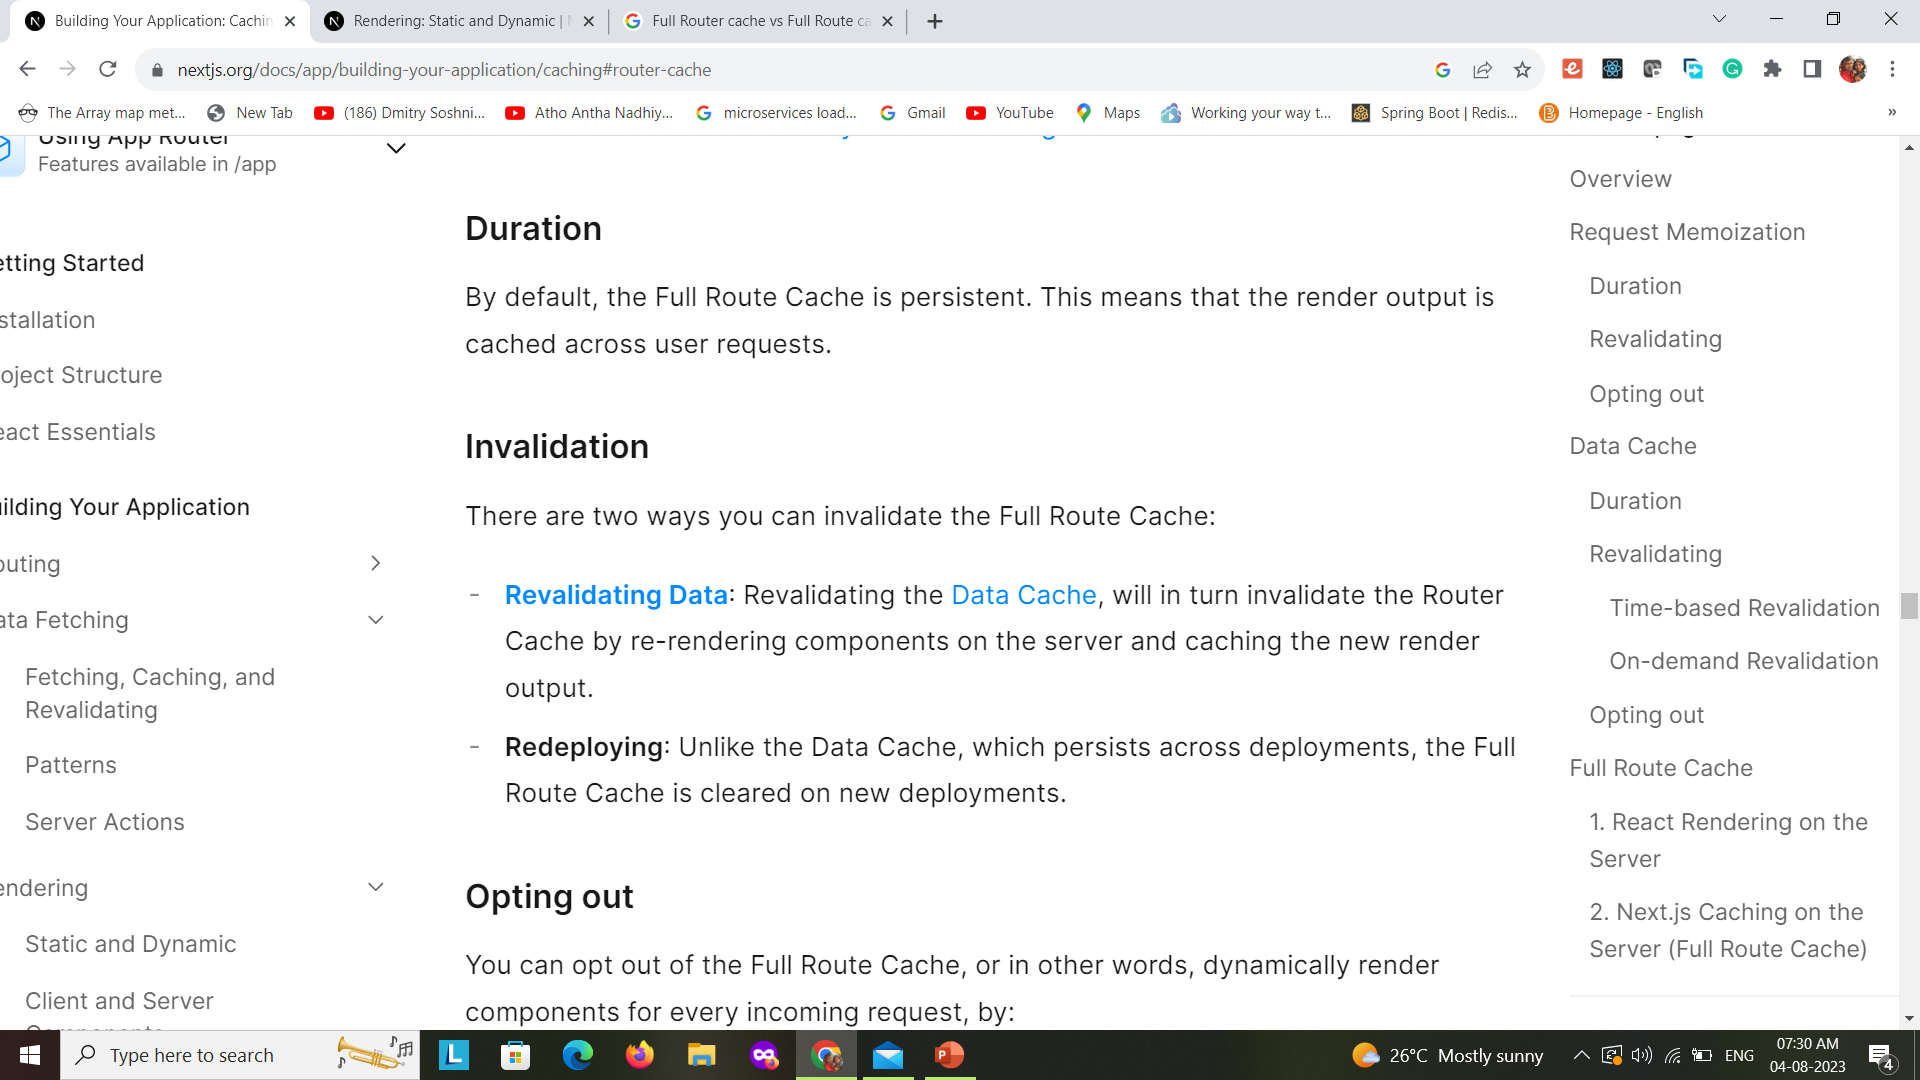 Building Your Application: Cachin
Rendering: Static and Dynamic |
Full Router cache vs Full Route ca
nextjs.org/docs/app/building-your-application/caching#router-cache
The Array map met...
New Tab
(186) Dmitry Soshni...
Atho Antha Nadhiy...
microservices load...
Gmail
YouTube
Maps
Working your way t...
Spring Boot | Redis...
Homepage - English
»
Using App Router
Features available in /app
etting Started
stallation
oject Structure
eact Essentials
ilding Your Application
outing
ata Fetching
Fetching, Caching, and
Revalidating
Patterns
Server Actions
endering
Static and Dynamic
Client and Server
Components
Duration
By default, the Full Route Cache is persistent. This means that the render output is
cached across user requests.
Invalidation
There are two ways you can invalidate the Full Route Cache:
- Revalidating Data: Revalidating the Data Cache, will in turn invalidate the Router
Cache by re-rendering components on the server and caching the new render
output.
- Redeploying: Unlike the Data Cache, which persists across deployments, the Full
Route Cache is cleared on new deployments.
Opting out
You can opt out of the Full Route Cache, or in other words, dynamically render
components for every incoming request, by:
Overview
Request Memoization
Duration
Revalidating
Opting out
Data Cache
Duration
Revalidating
Time-based Revalidation
On-demand Revalidation
Opting out
Full Route Cache
1. React Rendering on the
Server
2. Next.js Caching on the
Server (Full Route Cache)
Type here to search
26°C Mostly sunny
ENG
07:30 AM
04-08-2023
4